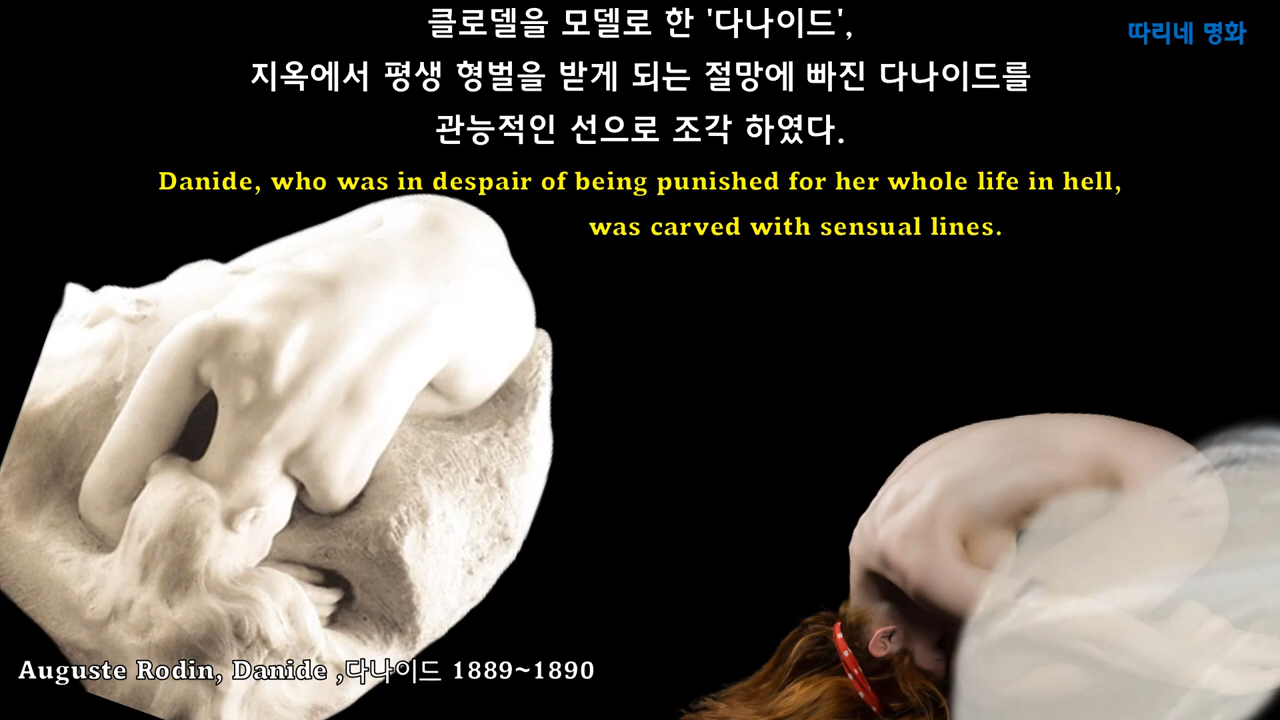 클로델을 모델로 한 '다나이드',
따리네 명화
지옥에서 평생 형벌을 받게 되는 절망에 빠진 다나이드를
관능적인 선으로 조각 하였다.
Danide, who was in despair of being punished for her whole life in hell,
was carved with sensual lines.
Auguste Rodin, Danide ,다나이드 1889~1890